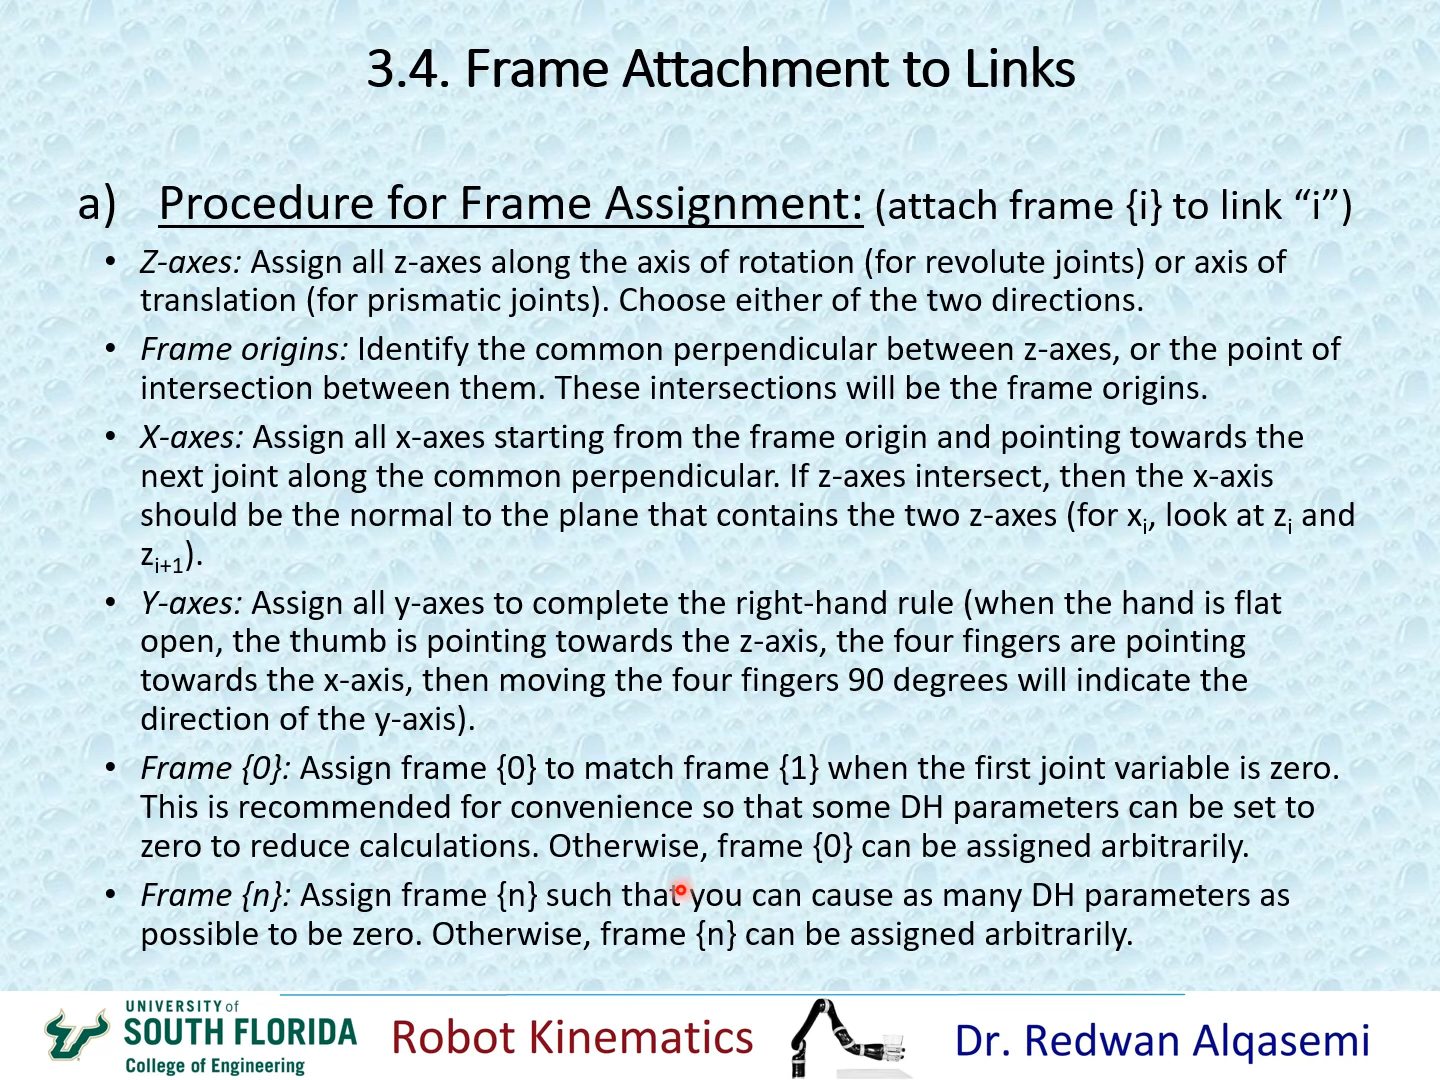 3.4. Frame Attachment to Links
a) Procedure for Frame Assignment: (attach frame {i} to link “i”)
• Z-axes: Assign all z-axes along the axis of rotation (for revolute joints) or axis of
translation (for prismatic joints). Choose either of the two directions.
• Frame origins: Identify the common perpendicular between z-axes, or the point of
intersection between them. These intersections will be the frame origins.
• X-axes: Assign all x-axes starting from the frame origin and pointing towards the
next joint along the common perpendicular. If z-axes intersect, then the x-axis
should be the normal to the plane that contains the two z-axes (for xi, look at zi and
zi+1).
• Y-axes: Assign all y-axes to complete the right-hand rule (when the hand is flat
open, the thumb is pointing towards the z-axis, the four fingers are pointing
towards the x-axis, then moving the four fingers 90 degrees will indicate the
direction of the y-axis).
• Frame {0}: Assign frame {0} to match frame {1} when the first joint variable is zero.
This is recommended for convenience so that some DH parameters can be set to
zero to reduce calculations. Otherwise, frame {0} can be assigned arbitrarily.
• Frame {n}: Assign frame {n} such that you can cause as many DH parameters as
possible to be zero. Otherwise, frame {n} can be assigned arbitrarily.
UNIVERSITY of
SOUTH FLORIDA
College of Engineering
Robot Kinematics
Dr. Redwan Alqasemi